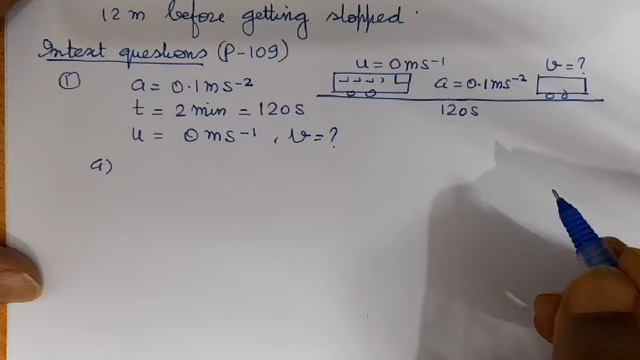 12 m before getting stopped.
Intext questions (P-109)
① a = 0.1 ms⁻²
t = 2 min = 120 s
u = 0 ms⁻¹, v = ?
u = 0 ms⁻¹
a = 0.1 ms⁻²
v = ?
120 s
a)